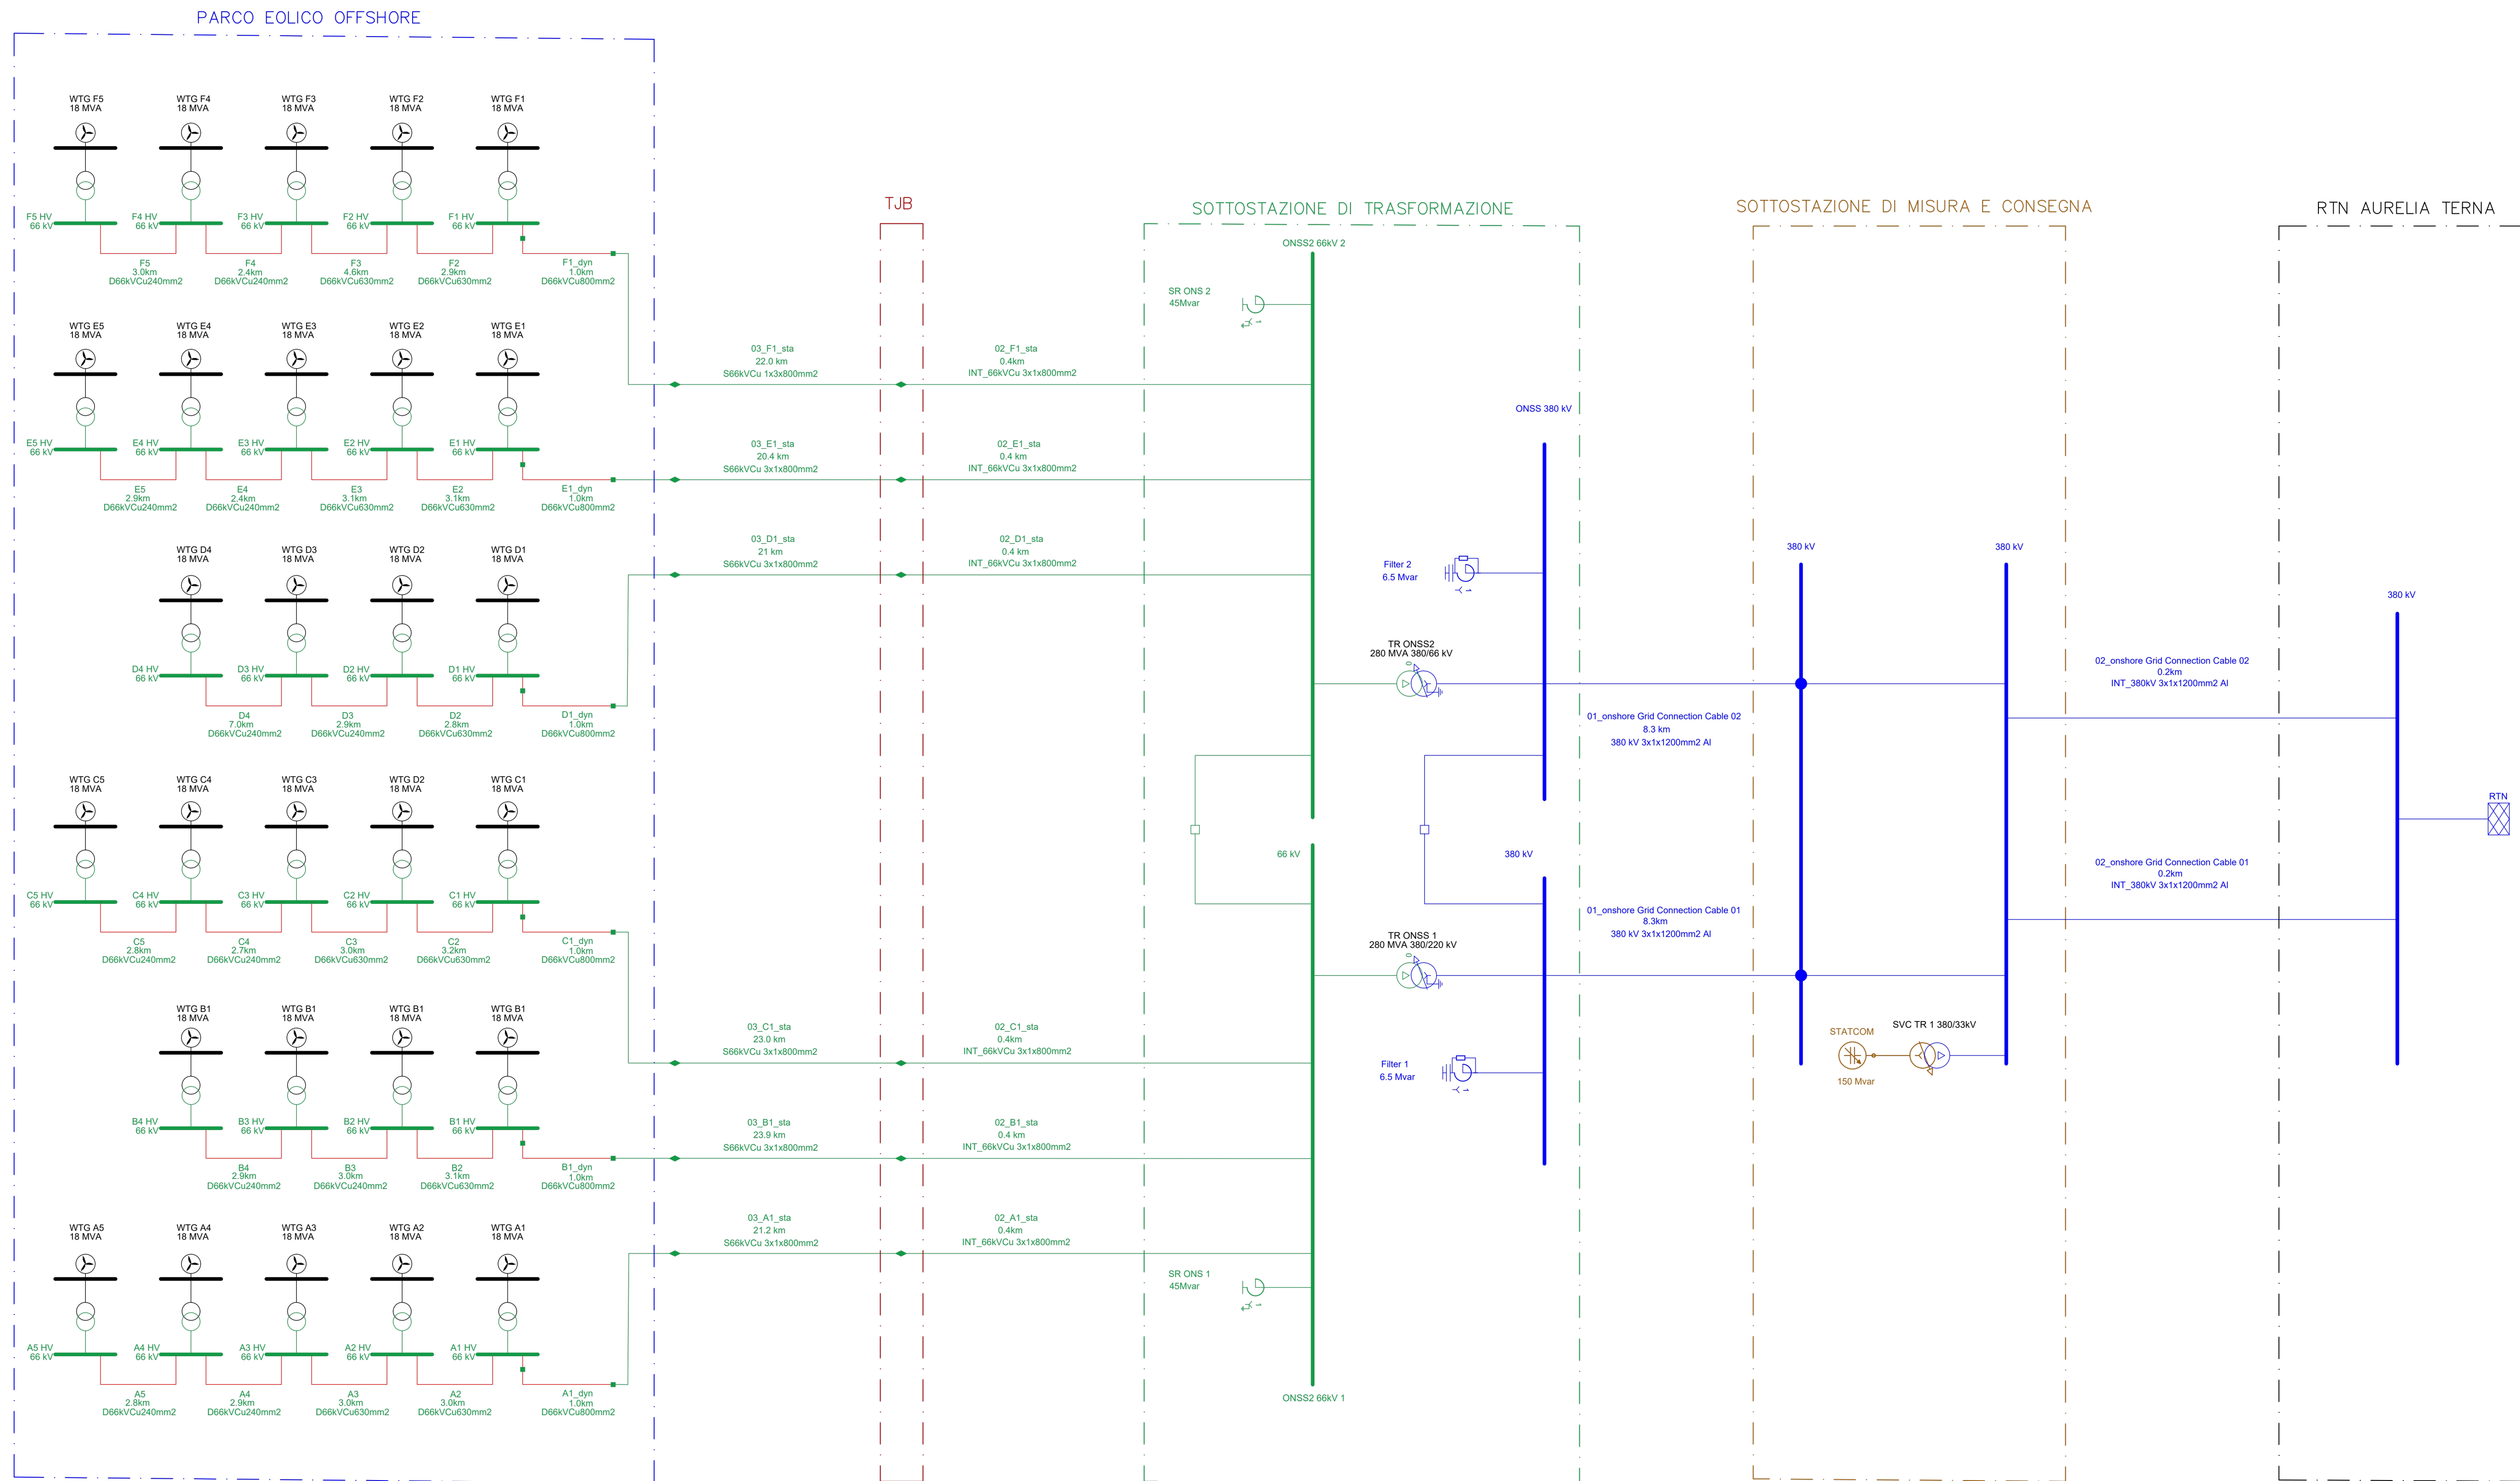 PARCO EOLICO OFFSHORE
TJB
SOTTOSTAZIONE DI TRASFORMAZIONE
SOTTOSTAZIONE DI MISURA E CONSEGNA
RTN AURELIA TERNA
WTG F5
18 MVA
WTG F4
18 MVA
WTG F3
18 MVA
WTG F2
18 MVA
WTG F1
18 MVA
F5 HV
66 kV
F4 HV
66 kV
F3 HV
66 kV
F2 HV
66 kV
F1 HV
66 kV
F5
3.0km
D66kVCu240mm2
F4
2.4km
D66kVCu240mm2
F3
4.6km
D66kVCu630mm2
F2
2.9km
D66kVCu630mm2
F1_dyn
1.0km
D66kVCu800mm2
WTG E5
18 MVA
WTG E4
18 MVA
WTG E3
18 MVA
WTG E2
18 MVA
WTG E1
18 MVA
E5 HV
66 kV
E4 HV
66 kV
E3 HV
66 kV
E2 HV
66 kV
E1 HV
66 kV
E5
2.9km
D66kVCu240mm2
E4
2.4km
D66kVCu240mm2
E3
3.1km
D66kVCu630mm2
E2
3.1km
D66kVCu630mm2
E1_dyn
1.0km
D66kVCu800mm2
WTG D4
18 MVA
WTG D3
18 MVA
WTG D2
18 MVA
WTG D1
18 MVA
D4 HV
66 kV
D3 HV
66 kV
D2 HV
66 kV
D1 HV
66 kV
D4
7.0km
D66kVCu240mm2
D3
2.9km
D66kVCu240mm2
D2
2.8km
D66kVCu630mm2
D1_dyn
1.0km
D66kVCu800mm2
WTG C5
18 MVA
WTG C4
18 MVA
WTG C3
18 MVA
WTG D2
18 MVA
WTG C1
18 MVA
C5 HV
66 kV
C4 HV
66 kV
C3 HV
66 kV
C2 HV
66 kV
C1 HV
66 kV
C5
2.8km
D66kVCu240mm2
C4
2.7km
D66kVCu240mm2
C3
3.0km
D66kVCu630mm2
C2
3.2km
D66kVCu630mm2
C1_dyn
1.0km
D66kVCu800mm2
WTG B1
18 MVA
WTG B1
18 MVA
WTG B1
18 MVA
WTG B1
18 MVA
B4 HV
66 kV
B3 HV
66 kV
B2 HV
66 kV
B1 HV
66 kV
B4
2.9km
D66kVCu240mm2
B3
3.0km
D66kVCu240mm2
B2
3.1km
D66kVCu630mm2
B1_dyn
1.0km
D66kVCu800mm2
WTG A5
18 MVA
WTG A4
18 MVA
WTG A3
18 MVA
WTG A2
18 MVA
WTG A1
18 MVA
A5 HV
66 kV
A4 HV
66 kV
A3 HV
66 kV
A2 HV
66 kV
A1 HV
66 kV
A5
2.8km
D66kVCu240mm2
A4
2.9km
D66kVCu240mm2
A3
3.0km
D66kVCu630mm2
A2
3.0km
D66kVCu630mm2
A1_dyn
1.0km
D66kVCu800mm2
03_F1_sta
22.0 km
S66kVCu 1x3x800mm2
02_F1_sta
0.4km
INT_66kVCu 3x1x800mm2
03_E1_sta
20.4 km
S66kVCu 3x1x800mm2
02_E1_sta
0.4 km
INT_66kVCu 3x1x800mm2
03_D1_sta
21 km
S66kVCu 3x1x800mm2
02_D1_sta
0.4 km
INT_66kVCu 3x1x800mm2
03_C1_sta
23.0 km
S66kVCu 3x1x800mm2
02_C1_sta
0.4km
INT_66kVCu 3x1x800mm2
03_B1_sta
23.9 km
S66kVCu 3x1x800mm2
02_B1_sta
0.4 km
INT_66kVCu 3x1x800mm2
03_A1_sta
21.2 km
S66kVCu 3x1x800mm2
02_A1_sta
0.4km
INT_66kVCu 3x1x800mm2
ONSS2 66kV 2
SR ONS 2
45Mvar
ONSS 380 kV
Filter 2
6.5 Mvar
TR ONSS2
280 MVA 380/66 kV
66 kV
380 kV
TR ONSS 1
280 MVA 380/220 kV
Filter 1
6.5 Mvar
SR ONS 1
45Mvar
ONSS2 66kV 1
01_onshore Grid Connection Cable 02
8.3 km
380 kV 3x1x1200mm2 Al
01_onshore Grid Connection Cable 01
8.3km
380 kV 3x1x1200mm2 Al
380 kV
380 kV
STATCOM
150 Mvar
SVC TR 1 380/33kV
02_onshore Grid Connection Cable 02
0.2km
INT_380kV 3x1x1200mm2 Al
02_onshore Grid Connection Cable 01
0.2km
INT_380kV 3x1x1200mm2 Al
380 kV
RTN